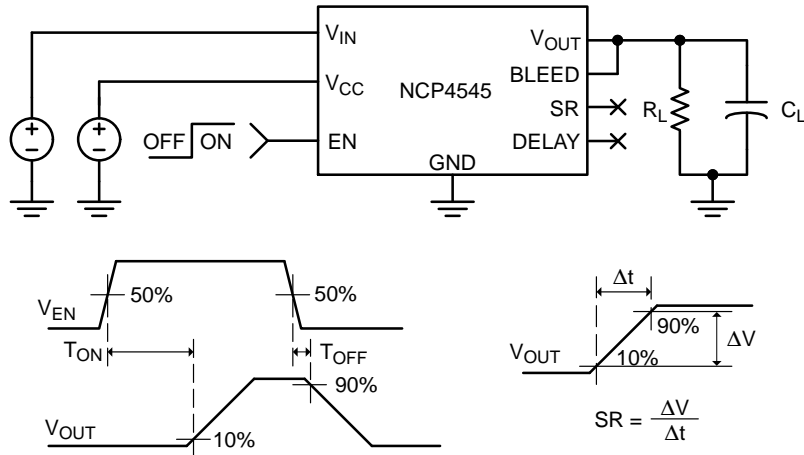 V_IN
V_OUT
BLEED
V_CC
NCP4545
SR
R_L
C_L
+
−
+
−
OFF
ON
EN
DELAY
GND
V_EN
50%
50%
T_ON
T_OFF
90%
V_OUT
10%
Δt
90%
ΔV
V_OUT
10%
SR = ΔV
Δt